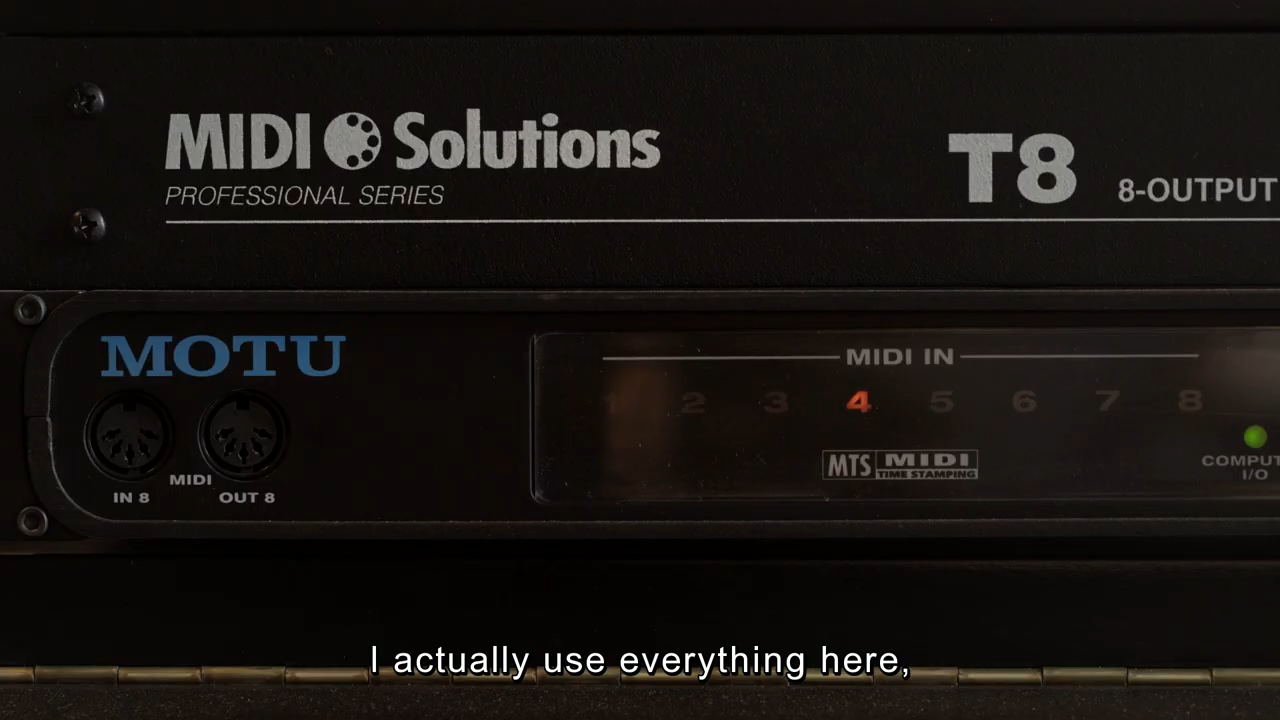 MIDI Solutions
PROFESSIONAL SERIES
T8
8-OUTPUT
MOTU
MIDI IN
1 2 3 4 5 6 7 8
MTS MIDI
TIME STAMPING
MIDI
IN 8
OUT 8
I/O
I actually use everything here,